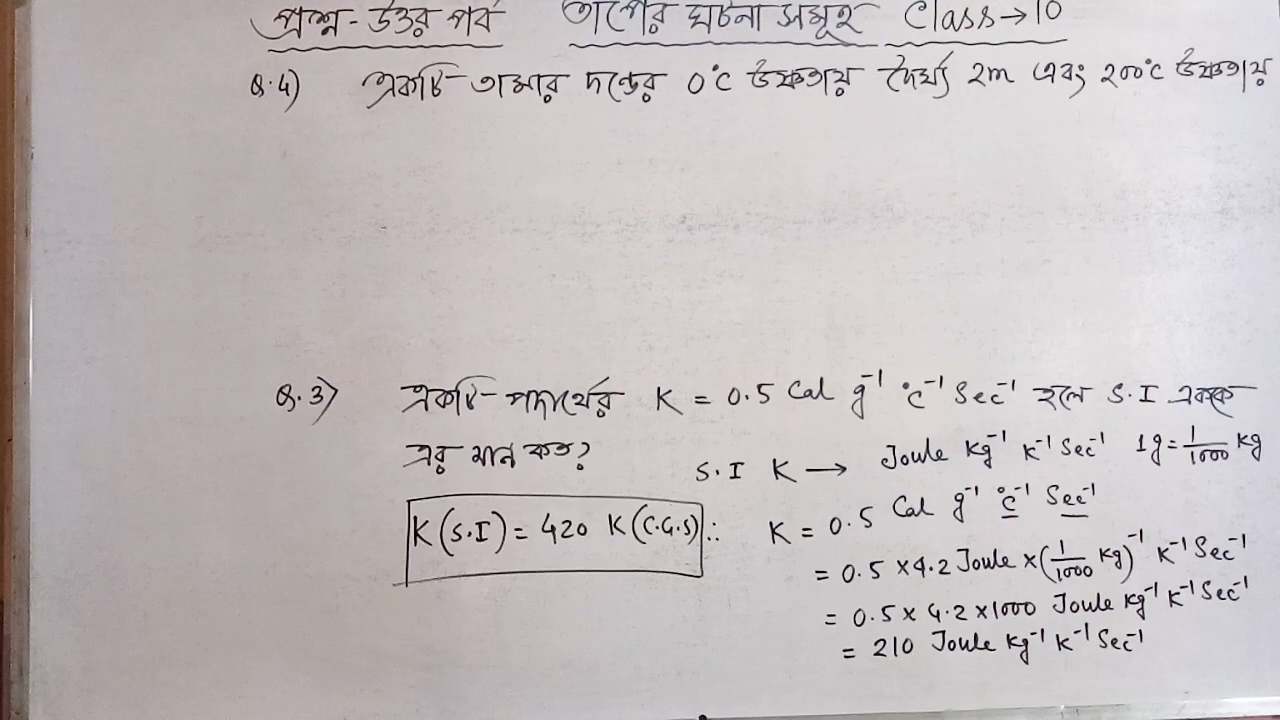 প্রশ্ন-উত্তর পর্ব তাপের ঘটনা সমূহ Class→10
Q.4) একটি তামার দন্ডের 0°C উষ্ণতায় দৈর্ঘ্য 2m এবং 200°C উষ্ণতায়
Q.3) একটি পদার্থের K = 0.5 Cal g⁻¹ °C⁻¹ Sec⁻¹ হলে S.I এককে
এর মান কত?
S.I K → Joule Kg⁻¹ K⁻¹ Sec⁻¹ 1g = 1/1000 Kg
K(S.I) = 420 K(C.G.S) ∴ K = 0.5 Cal g⁻¹ °C⁻¹ Sec⁻¹
= 0.5 × 4.2 Joule × (1/1000 Kg)⁻¹ K⁻¹ Sec⁻¹
= 0.5 × 4.2 × 1000 Joule Kg⁻¹ K⁻¹ Sec⁻¹
= 210 Joule Kg⁻¹ K⁻¹ Sec⁻¹